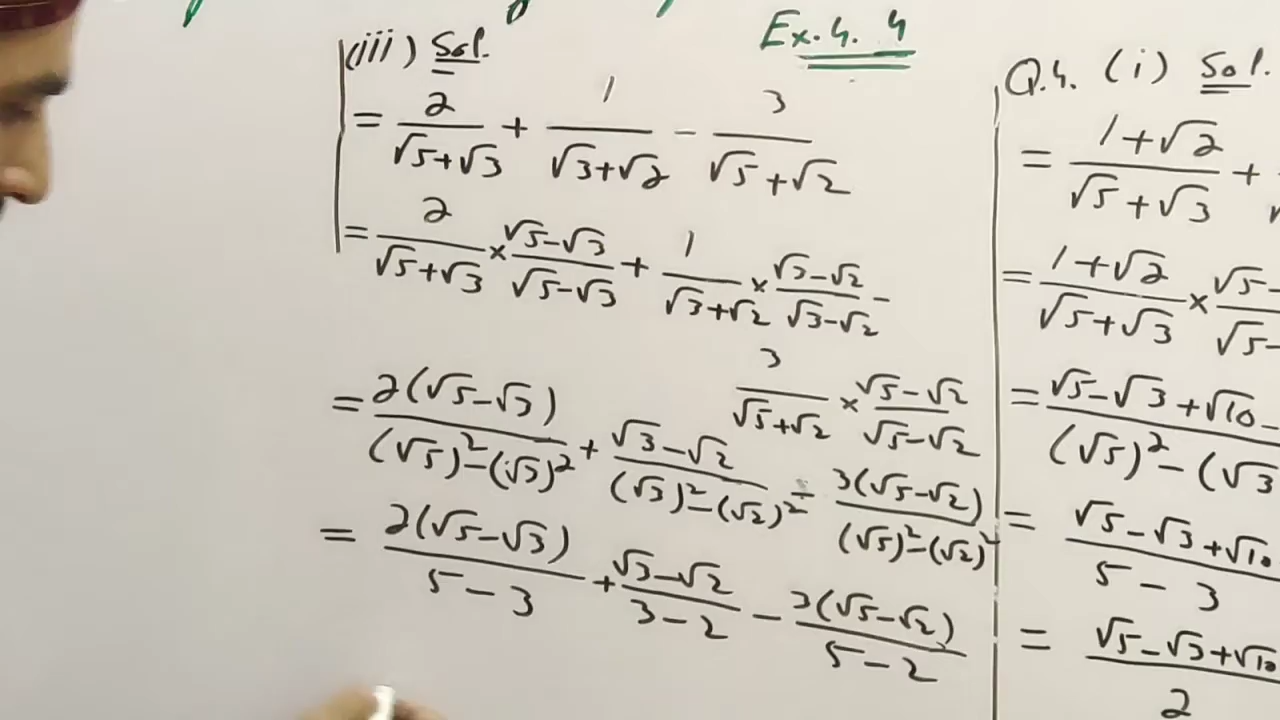 Ex.4.4
(iii) Sol.
= 2/(√5+√3) + 1/(√3+√2) - 3/(√5+√2)
= 2/(√5+√3) × (√5-√3)/(√5-√3) + 1/(√3+√2) × (√3-√2)/(√3-√2) -
3/(√5+√2) × (√5-√2)/(√5-√2)
= 2(√5-√3)/((√5)²-(√3)²) + (√3-√2)/((√3)²-(√2)²) - 3(√5-√2)/((√5)²-(√2)²)
= 2(√5-√3)/(5-3) + (√3-√2)/(3-2) - 3(√5-√2)/(5-2)
Q.4. (i) Sol.
= (1+√2)/(√5+√3) +
= (1+√2)/(√5+√3) × (√5-/√5-
= (√5-√3+√10-/(√5)²-(√3
= (√5-√3+√10/5-3
= (√5-√3+√10/2